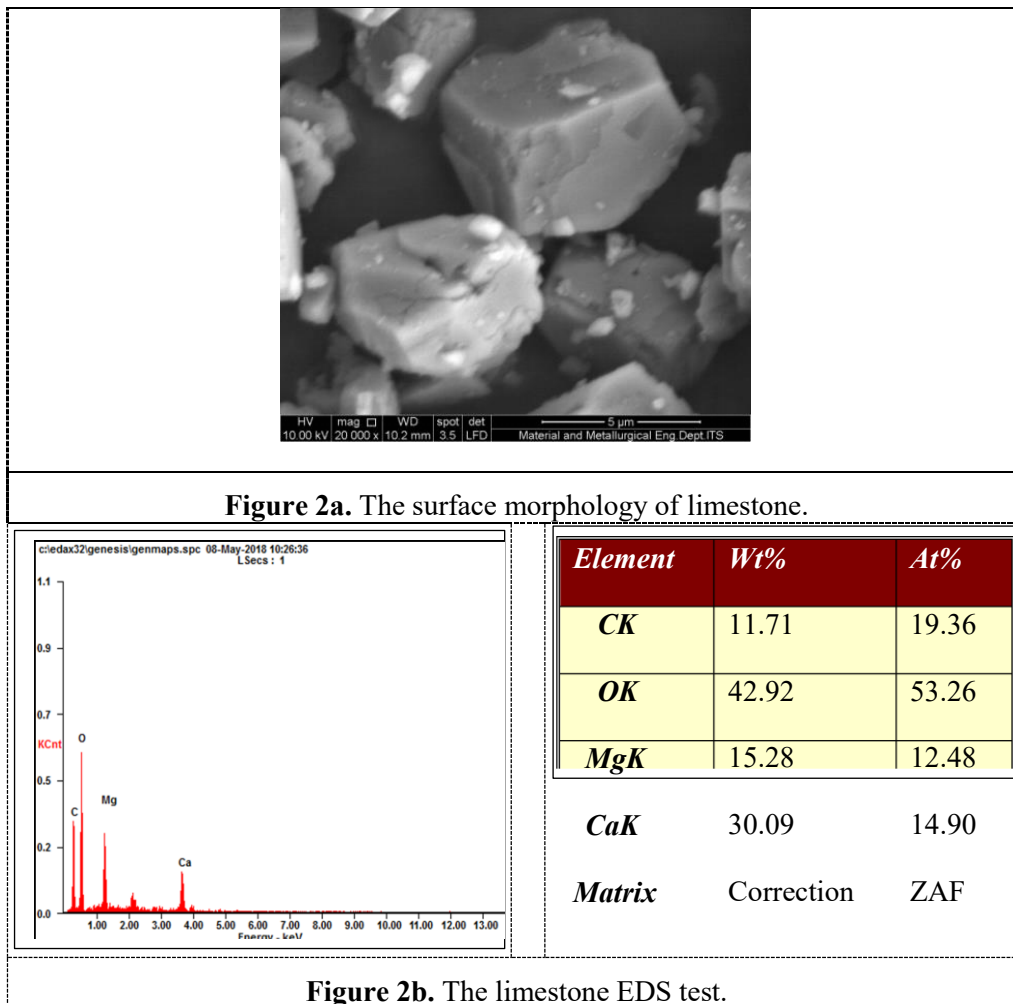 HV mag WD spot det 5 µm
10.00 kV 20 000 x 10.2 mm 3.5 LFD Material and Metallurgical Eng.Dept.ITS
Figure 2a. The surface morphology of limestone.
c:\edax32\genesis\genmaps.spc 08-May-2018 10:26:36
LSecs : 1
1.1
0.9
0.7
KCnt
0.5
0.2
0.0
C
O
Mg
Ca
1.00 2.00 3.00 4.00 5.00 6.00 7.00 8.00 9.00 10.00 11.00 12.00 13.00
Energy - keV
Element Wt% At%
CK 11.71 19.36
OK 42.92 53.26
MgK 15.28 12.48
CaK 30.09 14.90
Matrix Correction ZAF
Figure 2b. The limestone EDS test.